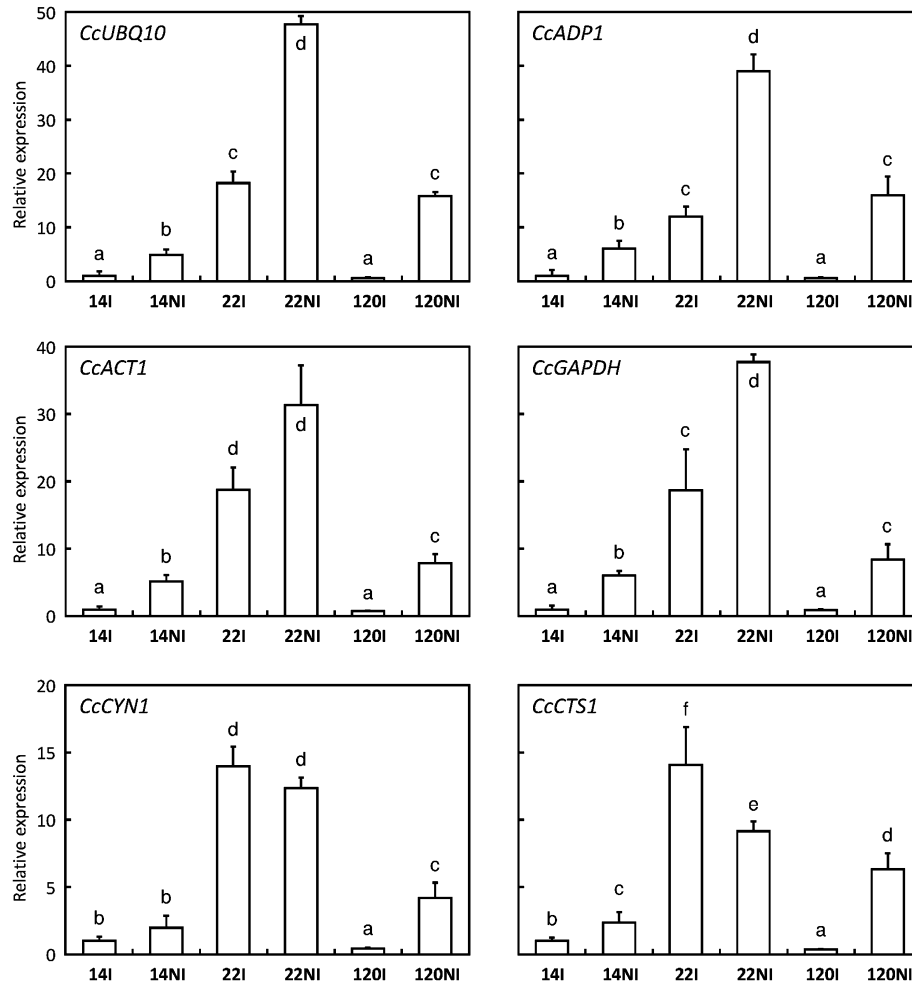 CcUBQ10
CcADP1
Relative expression
50
40
30
20
10
0
a
b
c
d
a
c
14I 14NI 22I 22NI 120I 120NI
a
b
c
d
a
c
14I 14NI 22I 22NI 120I 120NI
CcACT1
CcGAPDH
Relative expression
40
30
20
10
0
a
b
d
d
a
c
14I 14NI 22I 22NI 120I 120NI
a
b
c
d
a
c
14I 14NI 22I 22NI 120I 120NI
CcCYN1
CcCTS1
Relative expression
20
15
10
5
0
b
b
d
d
a
c
14I 14NI 22I 22NI 120I 120NI
b
c
f
e
a
d
14I 14NI 22I 22NI 120I 120NI